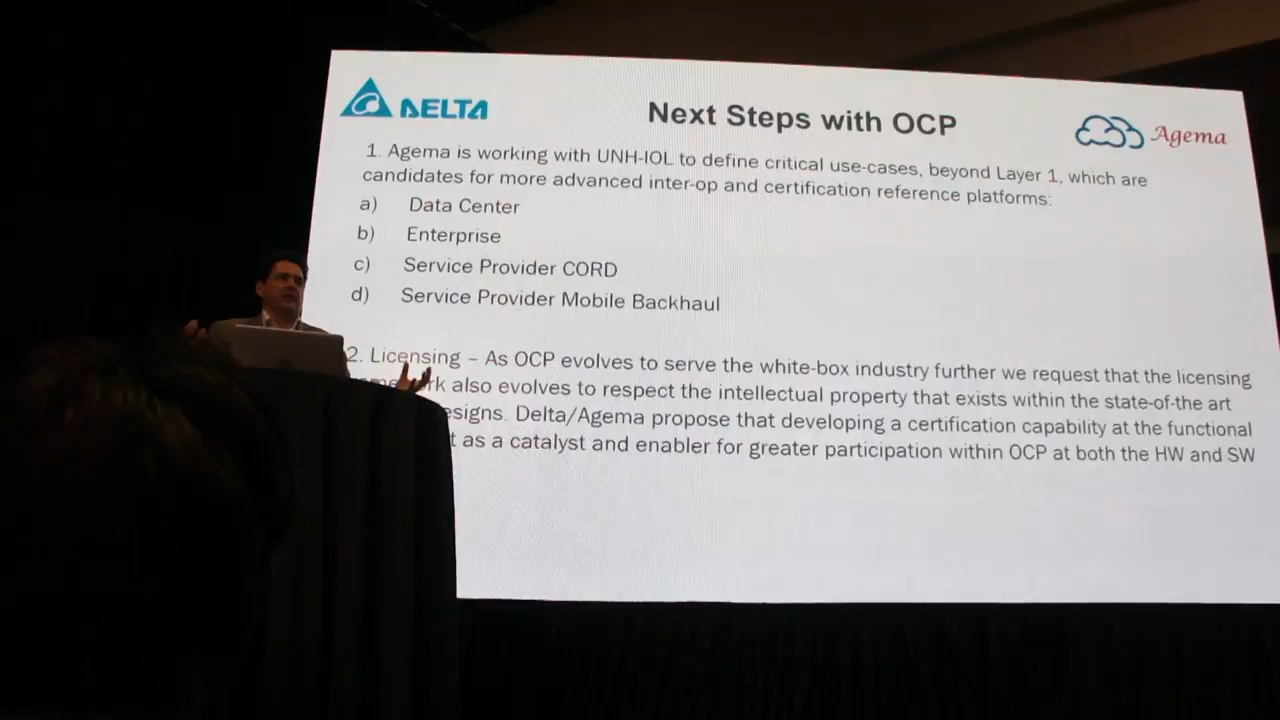 DELTA
Next Steps with OCP
Agema
1. Agema is working with UNH-IOL to define critical use-cases, beyond Layer 1, which are
candidates for more advanced inter-op and certification reference platforms:
a) Data Center
b) Enterprise
c) Service Provider CORD
d) Service Provider Mobile Backhaul
2. Licensing – As OCP evolves to serve the white-box industry further we request that the licensing
also evolves to respect the intellectual property that exists within the state-of-the art
esigns. Delta/Agema propose that developing a certification capability at the functional
as a catalyst and enabler for greater participation within OCP at both the HW and SW